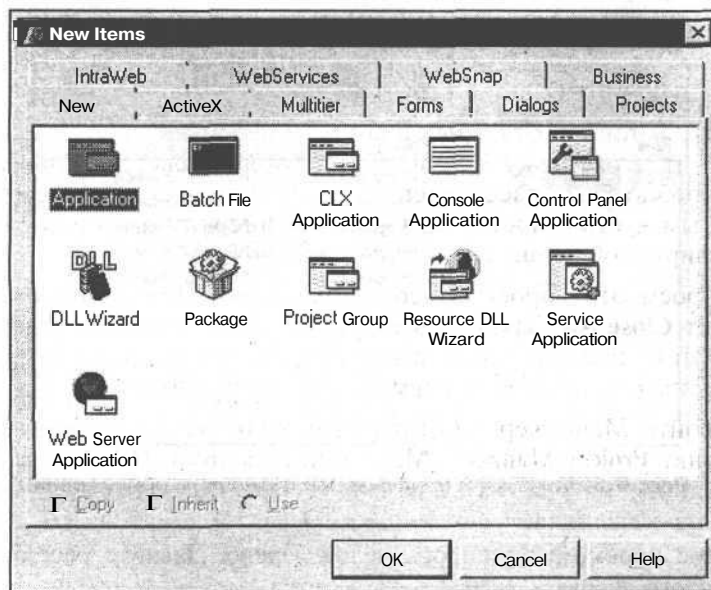 New Items
IntraWeb WebServices WebSnap Business
New ActiveX Multitier Forms Dialogs Projects
Application Batch File CLX Application Console Application Control Panel Application
DLL Wizard Package Project Group Resource DLL Wizard Service Application
Web Server Application
Copy Inherit Use
OK Cancel Help